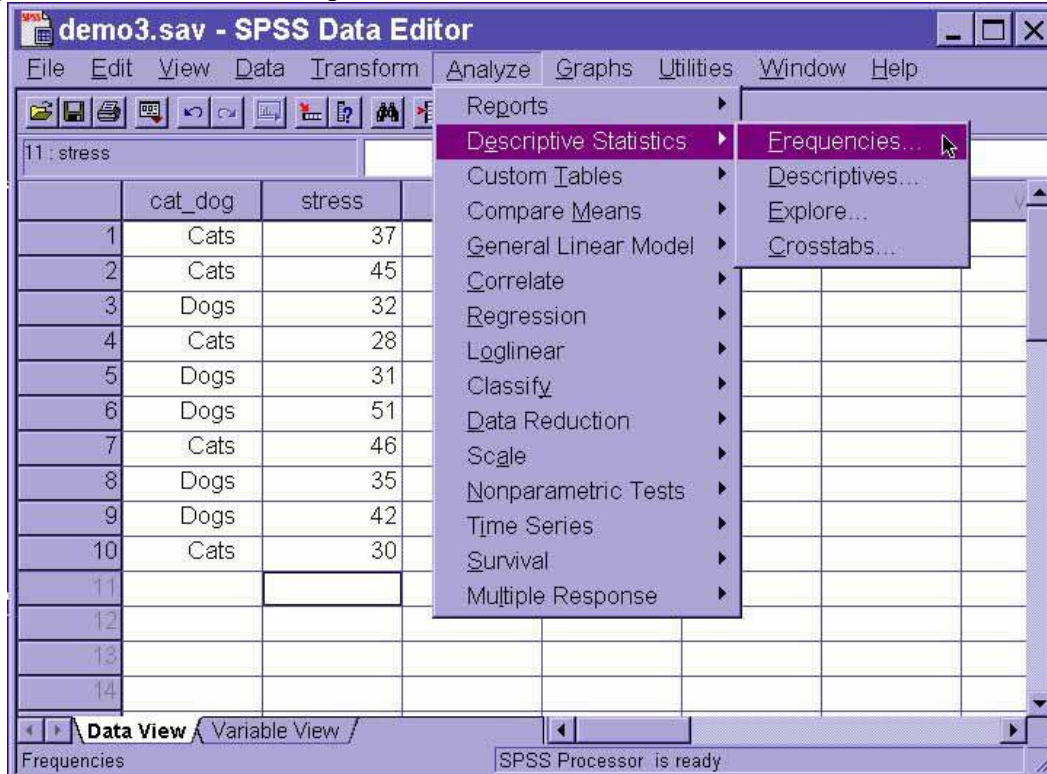 demo3.sav - SPSS Data Editor
File Edit View Data Transform Analyze Graphs Utilities Window Help
11 : stress
cat_dog stress
1 Cats 37
2 Cats 45
3 Dogs 32
4 Cats 28
5 Dogs 31
6 Dogs 51
7 Cats 46
8 Dogs 35
9 Dogs 42
10 Cats 30
11
12
13
14
Reports
Descriptive Statistics
Custom Tables
Compare Means
General Linear Model
Correlate
Regression
Loglinear
Classify
Data Reduction
Scale
Nonparametric Tests
Time Series
Survival
Multiple Response
Frequencies...
Descriptives...
Explore...
Crosstabs...
Data View Variable View
Frequencies
SPSS Processor is ready